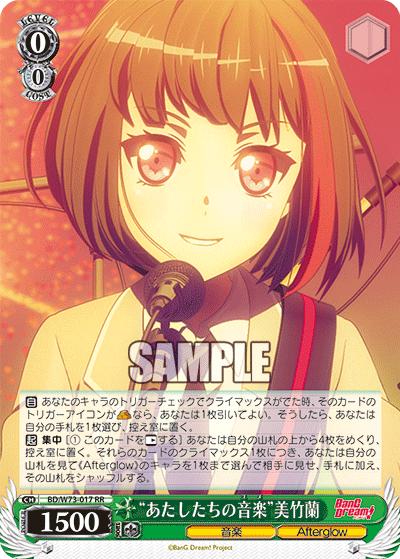 LEVEL
0
0
COST
SAMPLE
自 あなたのキャラのトリガーチェックでクライマックスがでた時、そのカードの
トリガーアイコンが なら、あなたは1枚引いてよい。そうしたら、あなたは
自分の手札を1枚選び、控え室に置く。
起 集中 [① このカードを する] あなたは自分の山札の上から4枚をめくり、
控え室に置く。それらのカードのクライマックス1枚につき、あなたは自分の
山札を見て《Afterglow》のキャラを1枚まで選んで相手に見せ、手札に加え、
その山札をシャッフルする。
CH BD/W73-017 RR
1500
“あたしたちの音楽”美竹蘭
BanG Dream!
音楽 Afterglow
©BanG Dream! Project